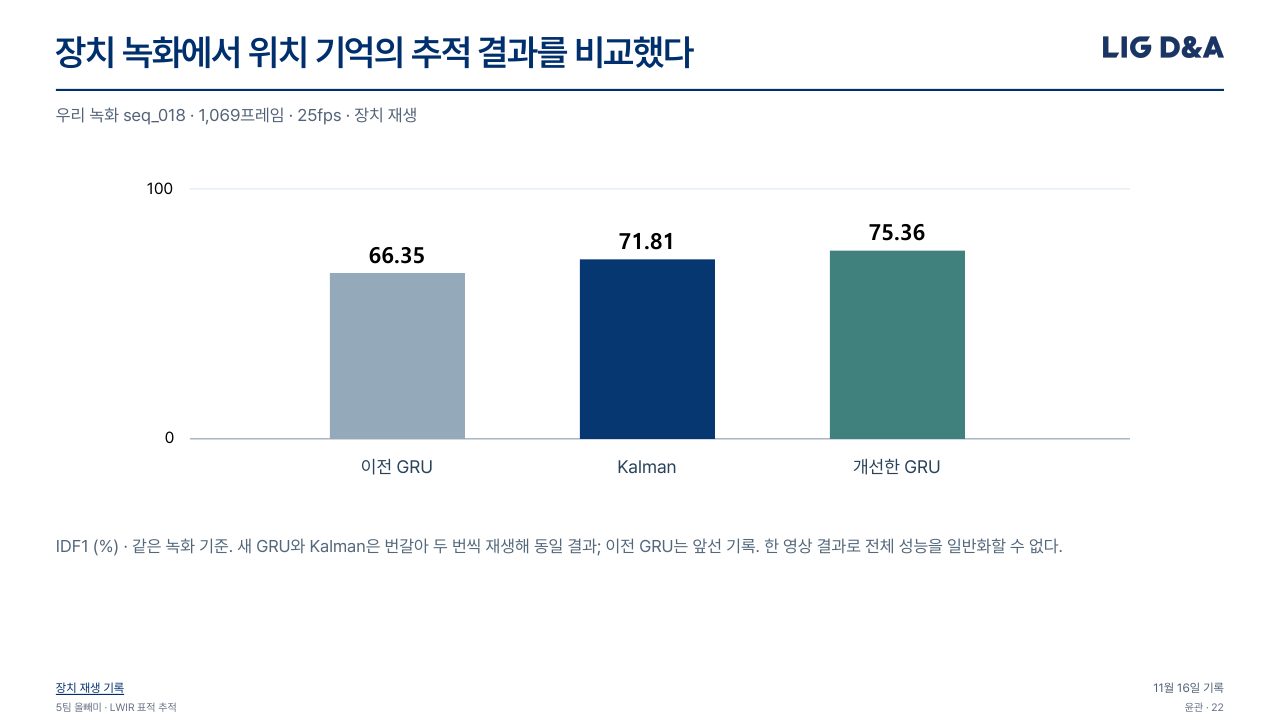 장치 녹화에서 위치 기억의 추적 결과를 비교했다
LIG D&A
우리 녹화 seq_018 · 1,069프레임 · 25fps · 장치 재생
100
66.35
71.81
75.36
0
이전 GRU
Kalman
개선한 GRU
IDF1 (%) · 같은 녹화 기준. 새 GRU와 Kalman은 번갈아 두 번씩 재생해 동일 결과; 이전 GRU는 앞선 기록. 한 영상 결과로 전체 성능을 일반화할 수 없다.
장치 재생 기록
11월 16일 기록
5팀 올빼미 · LWIR 표적 추적
윤관 · 22